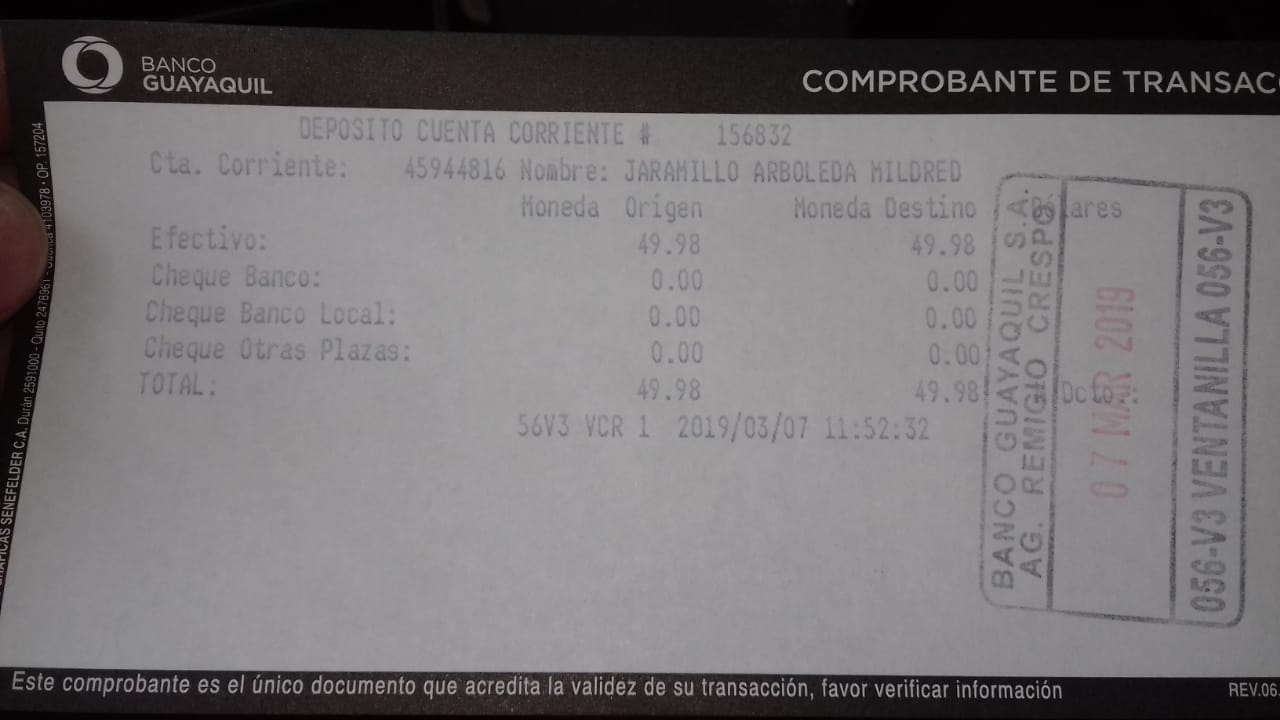 BANCO
GUAYAQUIL
COMPROBANTE DE TRANSAC
DEPOSITO CUENTA CORRIENTE # 156832
Cta. Corriente: 45944816 Nombre: JARAMILLO ARBOLEDA MILDRED
Moneda Origen Moneda Destino Dólares
Efectivo: 49.98 49.98
Cheque Banco: 0.00 0.00
Cheque Banco Local: 0.00 0.00
Cheque Otras Plazas: 0.00 0.00
TOTAL: 49.98 49.98 Dcto.:
56V3 VCR 1 2019/03/07 11:52:32
BANCO GUAYAQUIL S.A.
AG. REMIGIO CRESPO
07 MAR 2019
056-V3 VENTANILLA 056-V3
GRAFICAS SENEFELDER C.A. Durán 2591000 - Quito 2478961 - Cuenca 4103978 • OP. 157204
Este comprobante es el único documento que acredita la validez de su transacción, favor verificar información
REV.06.